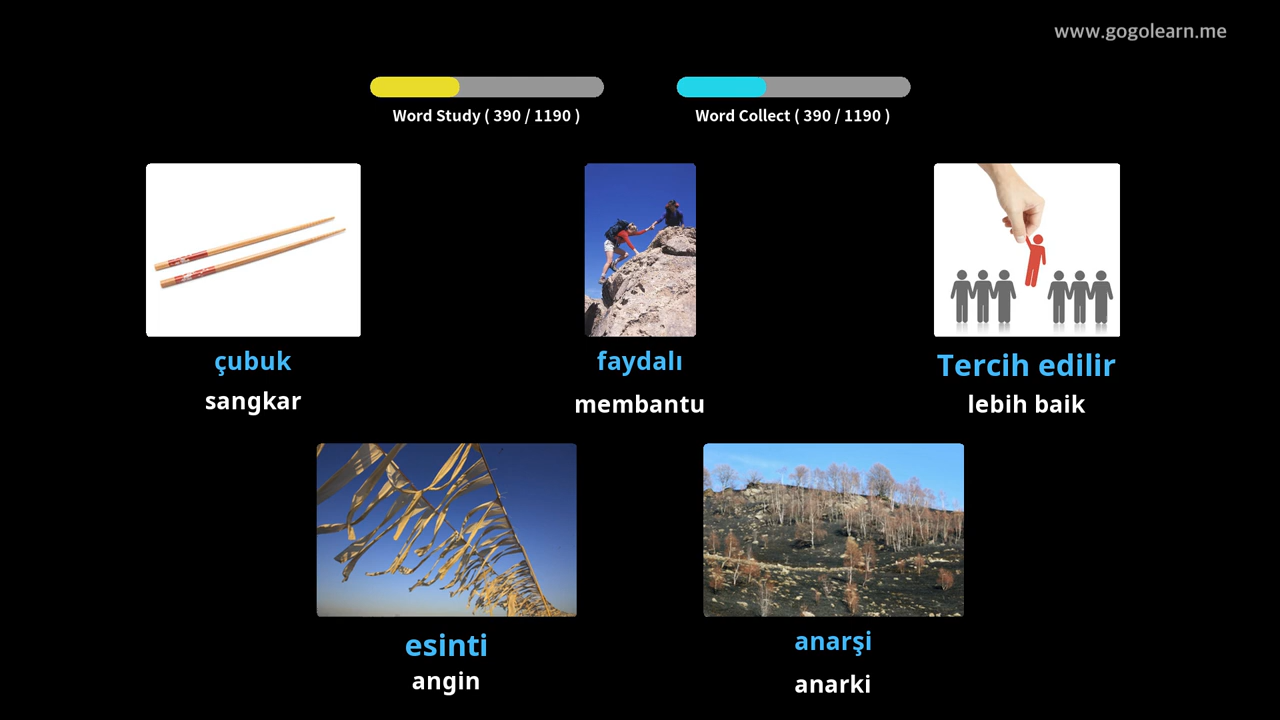 www.gogolearn.me
Word Study ( 390 / 1190 )
Word Collect ( 390 / 1190 )
çubuk
sangkar
faydalı
membantu
Tercih edilir
lebih baik
esinti
angin
anarşi
anarki